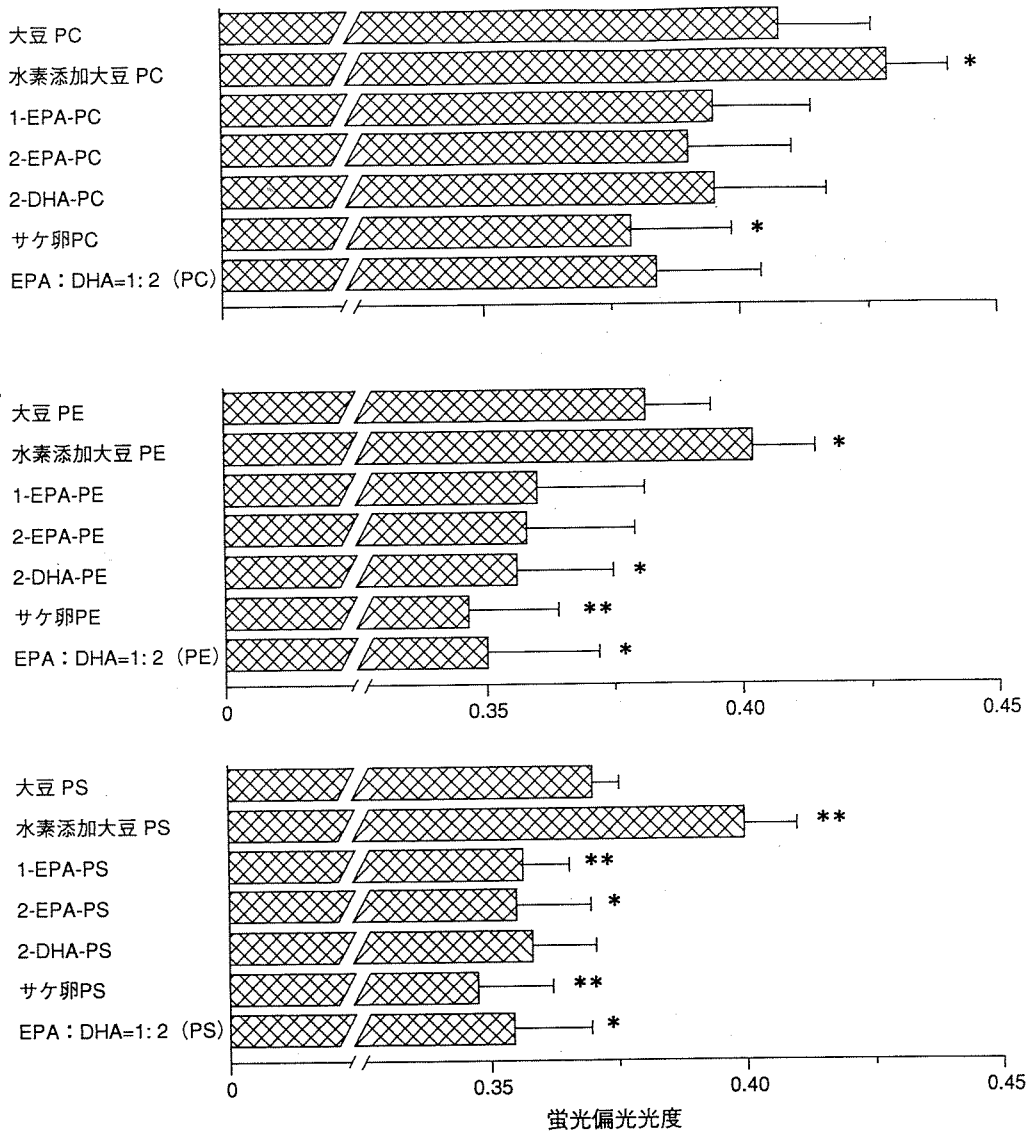 大豆 PC
水素添加大豆 PC *
1-EPA-PC
2-EPA-PC
2-DHA-PC
サケ卵PC *
EPA：DHA=1: 2（PC）
大豆 PE
水素添加大豆 PE *
1-EPA-PE
2-EPA-PE
2-DHA-PE *
サケ卵PE **
EPA：DHA=1: 2（PE） *
0 0.35 0.40 0.45
大豆 PS
水素添加大豆 PS **
1-EPA-PS **
2-EPA-PS *
2-DHA-PS
サケ卵PS **
EPA：DHA=1: 2（PS） *
0 0.35 0.40 0.45
蛍光偏光光度